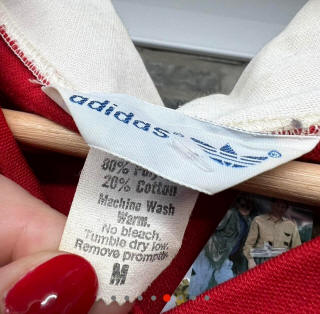 adidas
80% Poly
20% Cotton
Machine Wash
Warm.
No bleach.
Tumble dry low.
Remove promptly
M